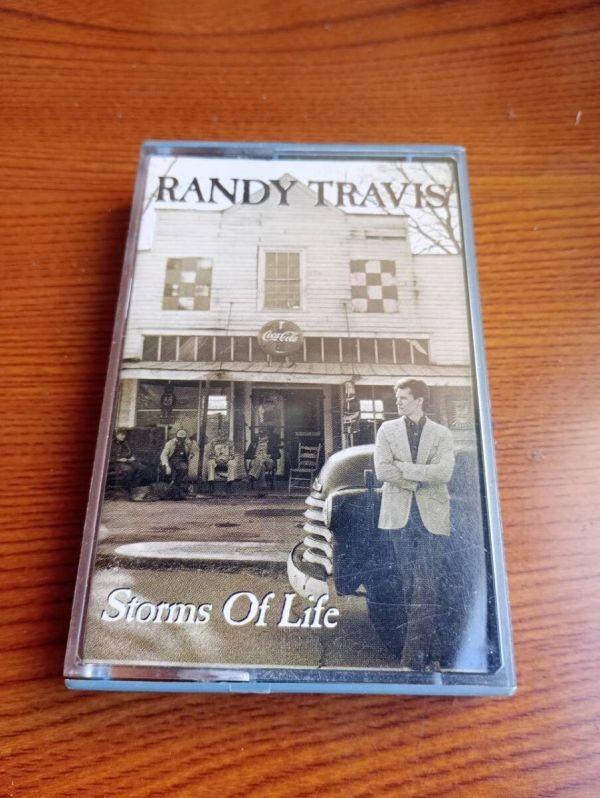 RANDY TRAVIS
Coca-Cola
Storms Of Life